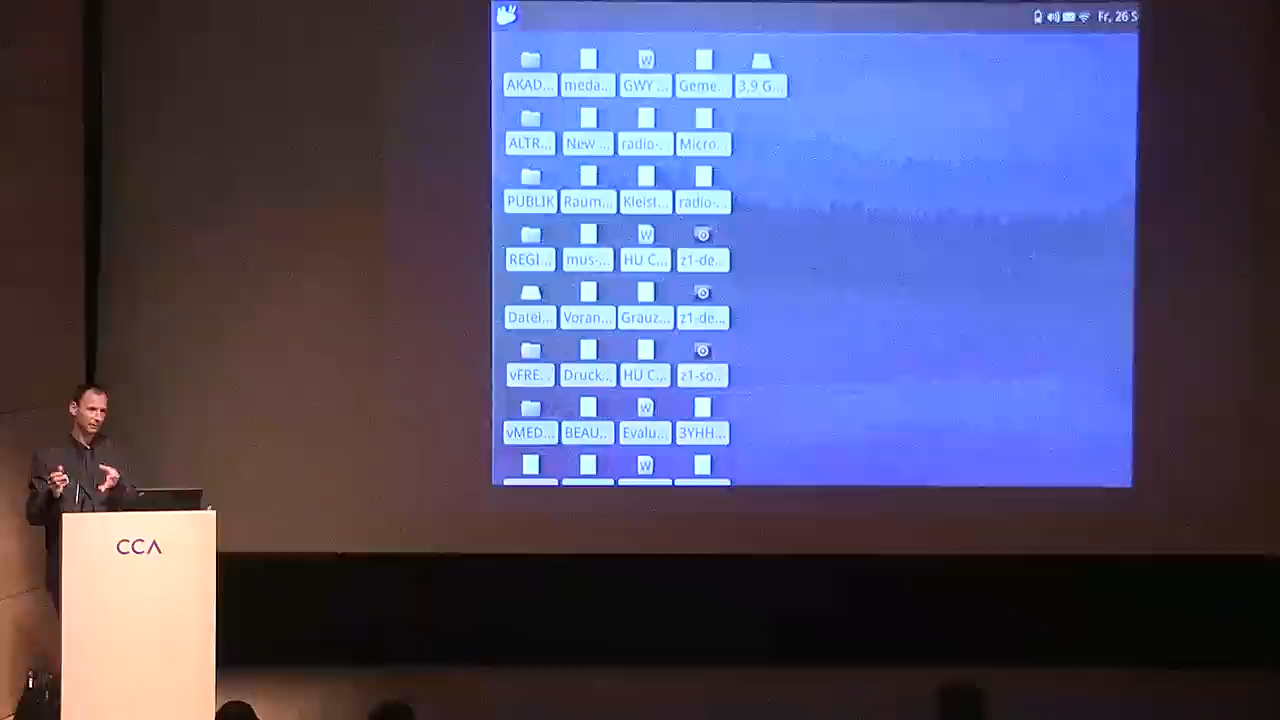 Fr, 26 S
AKAD... meda... GWY ... Geme... 3,9 G...
ALTR... New ... radio-... Micro...
PUBLIK Raum... Kleist... radio-...
REGI... mus-... HU C... z1-de...
Datei... Voran... Grauz... z1-de...
vFRE... Druck... HU C... z1-so...
vMED... BEAU... Evalu... 3YHH...
CCA